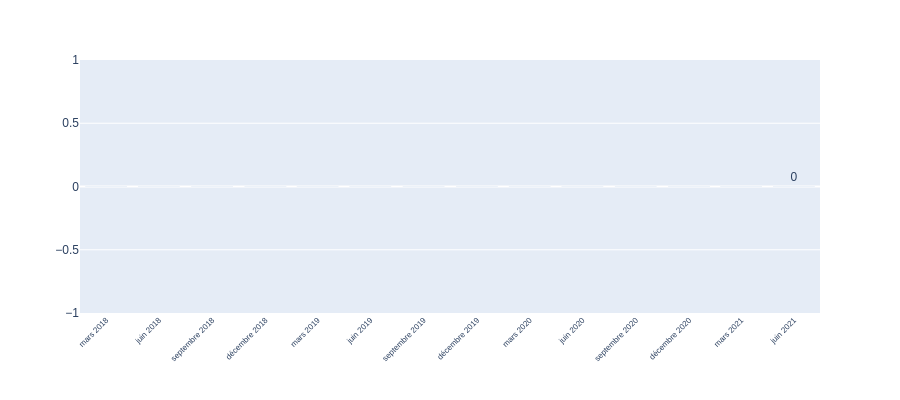 1
0.5
0
0
−0.5
−1
mars 2018
juin 2018
septembre 2018
décembre 2018
mars 2019
juin 2019
septembre 2019
décembre 2019
mars 2020
juin 2020
septembre 2020
décembre 2020
mars 2021
juin 2021